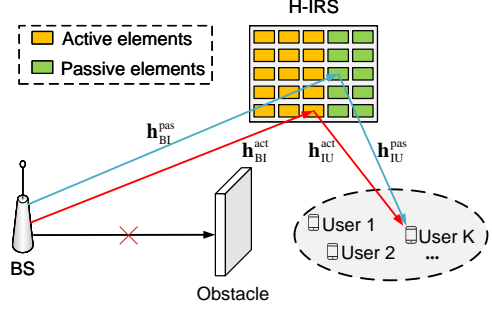 H-IRS
Active elements
Passive elements
h_BI^pas
h_BI^act
h_IU^act
h_IU^pas
User 1
User K
User 2
...
BS
Obstacle